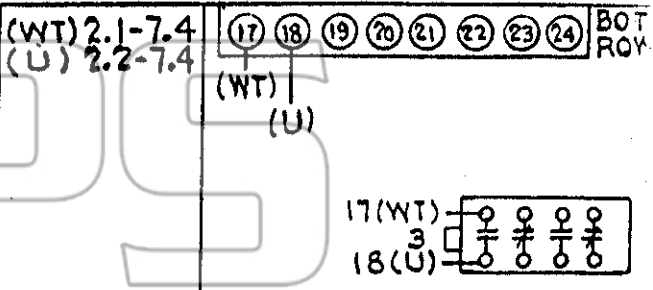 (WT) 2.1-7.4
(U) 2.2-7.4
17 18 19 20 21 22 23 24
BOT
ROW
(WT)
(U)
17(WT)
3
18(U)